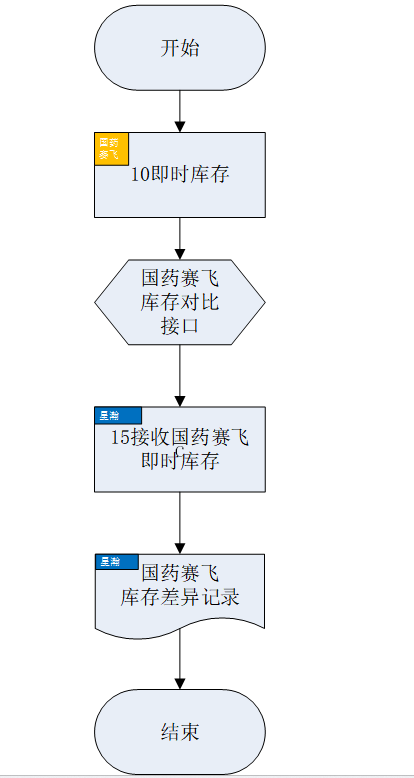 开始
国药
赛飞
10即时库存
国药赛飞
库存对比
接口
星瀚
15接收国药赛飞
C
即时库存
星瀚
国药赛飞
库存差异记录
结束